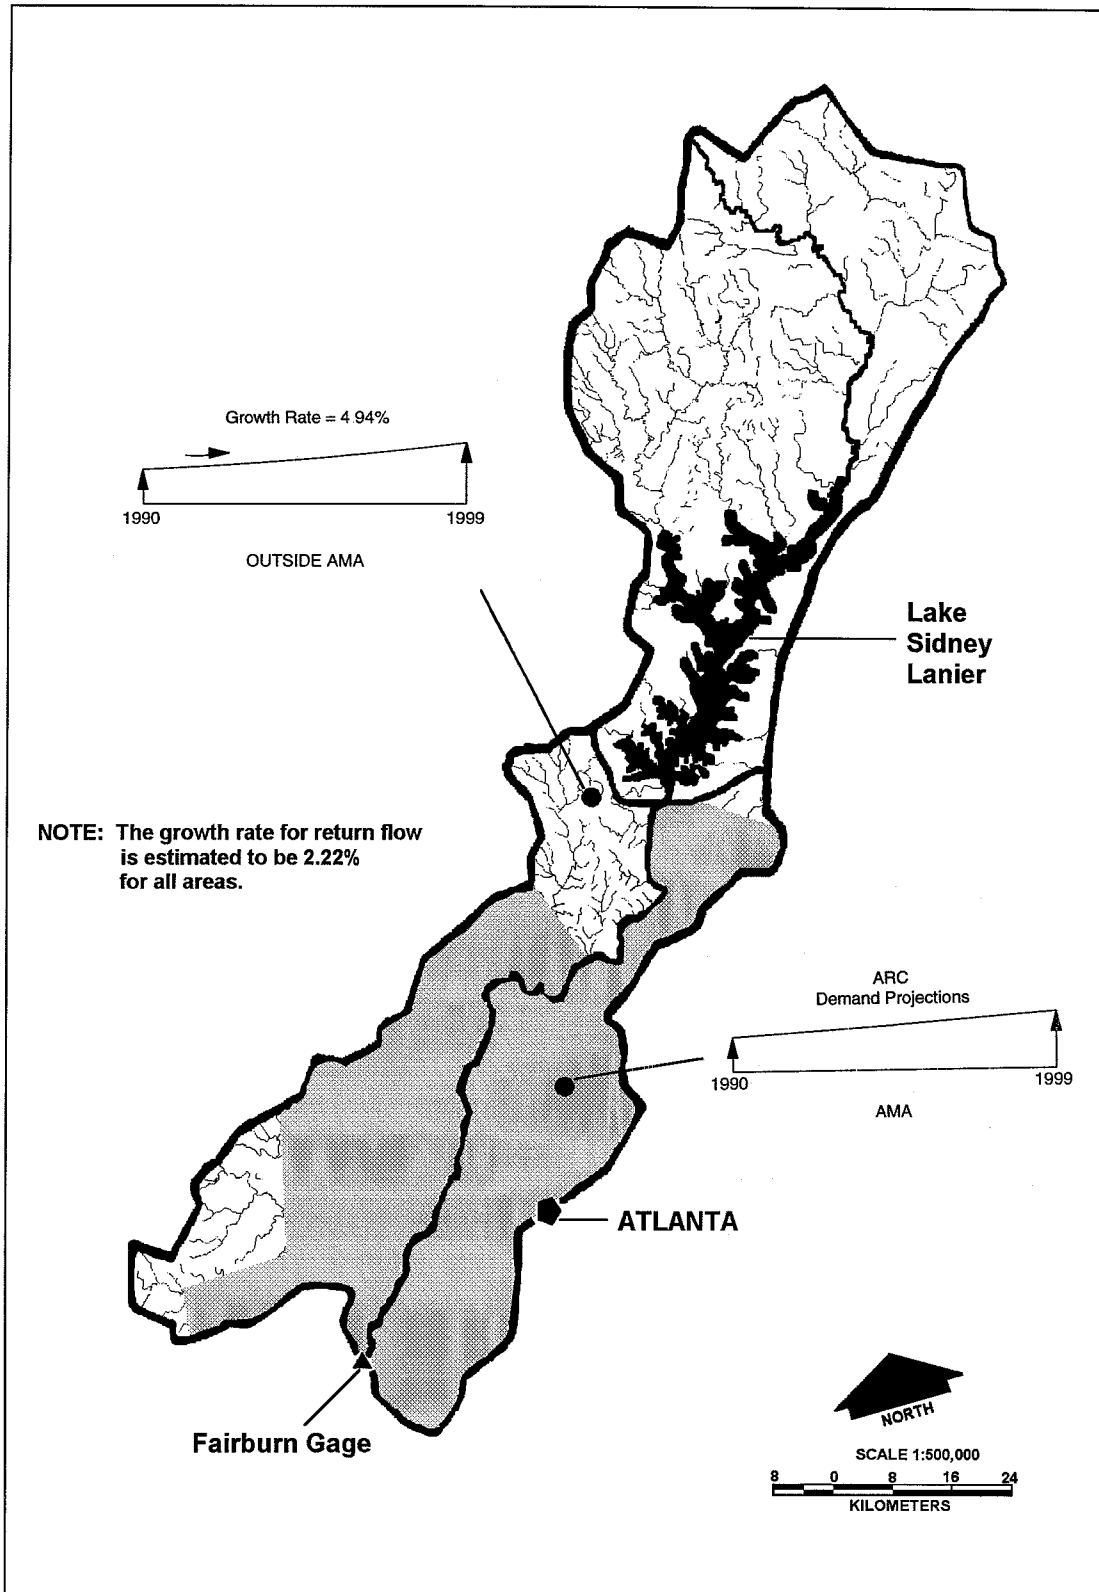 Growth Rate = 4.94%
1990
1999
OUTSIDE AMA
Lake
Sidney
Lanier
NOTE: The growth rate for return flow
is estimated to be 2.22%
for all areas.
ARC
Demand Projections
1990
1999
AMA
ATLANTA
Fairburn Gage
NORTH
SCALE 1:500,000
8 0 8 16 24
KILOMETERS